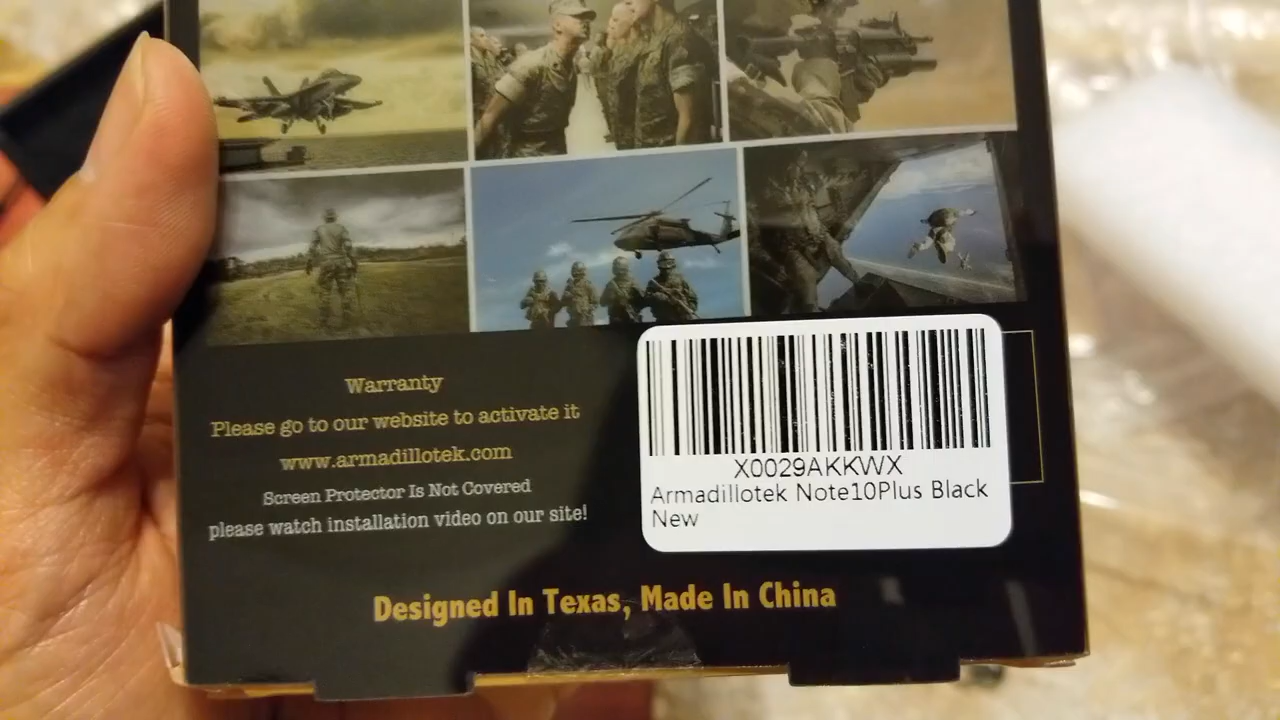 Warranty
Please go to our website to activate it
www.armadillotek.com
Screen Protector Is Not Covered
please watch installation video on our site!
X0029AKKWX
Armadillotek Note10Plus Black
New
Designed In Texas, Made In China